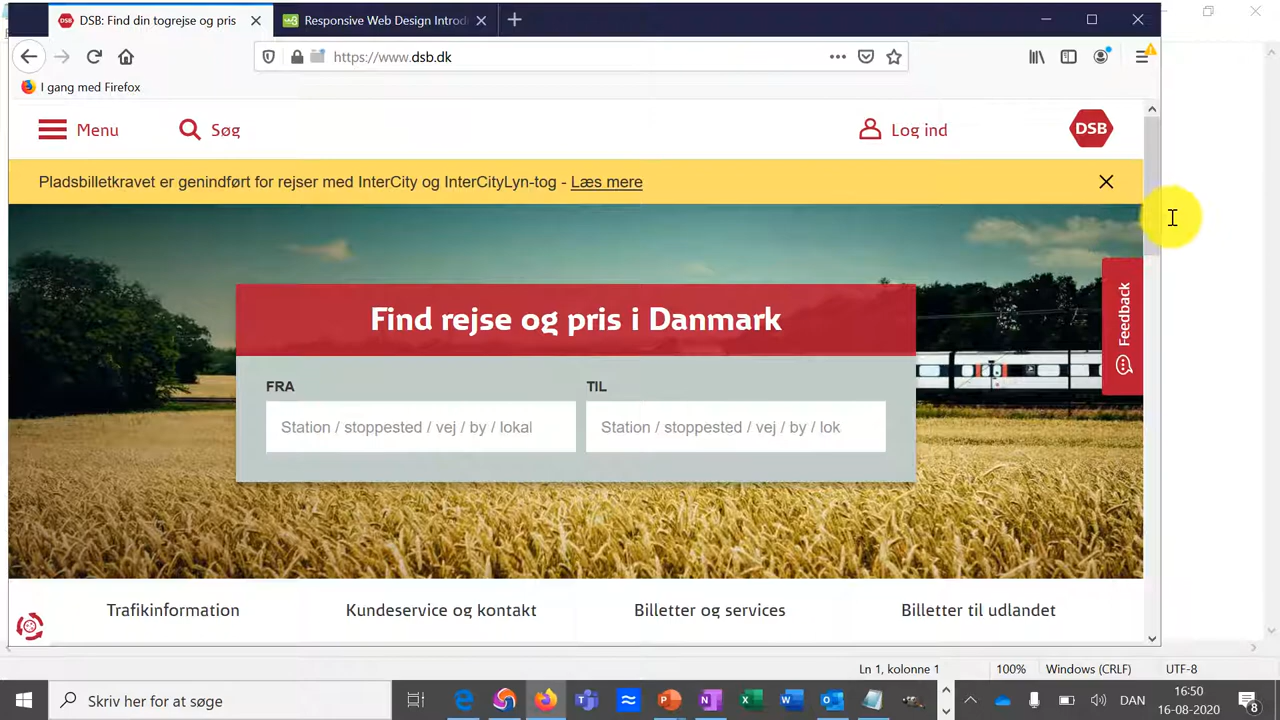 DSB: Find din togrejse og pris
Responsive Web Design Introd
https://www.dsb.dk
I gang med Firefox
Menu
Søg
Log ind
DSB
Pladsbilletkravet er genindført for rejser med InterCity og InterCityLyn-tog - Læs mere
Find rejse og pris i Danmark
FRA
TIL
Station / stoppested / vej / by / lokal
Station / stoppested / vej / by / lok
Feedback
Trafikinformation
Kundeservice og kontakt
Billetter og services
Billetter til udlandet
Ln 1, kolonne 1
100%
Windows (CRLF)
UTF-8
Skriv her for at søge
DAN
16:50
16-08-2020
8